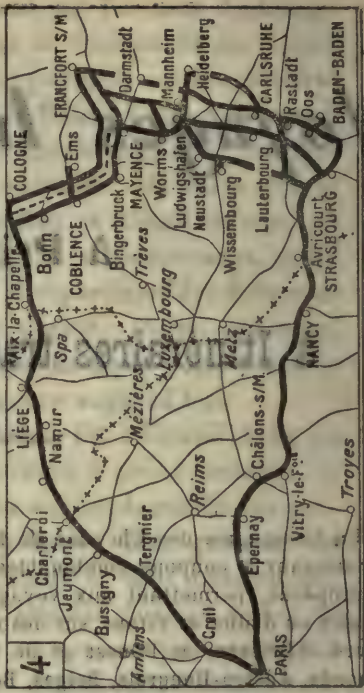 4
COLOGNE
FRANCFORT S/M
Aix-la-Chapelle
Bonn
Ems
Darmstadt
LIÈGE
Spa
COBLENCE
Mannheim
Heidelberg
Namur
Bingerbruck
MAYENCE
Worms
Ludwigshafen
Neustadt
CARLSRUHE
Rastadt
Oos
BADEN-BADEN
Charleroi
Jeumont
Trèves
Luxembourg
Wissembourg
Lauterbourg
Busigny
Mézières
Metz
Avricourt
STRASBOURG
Tergnier
Reims
NANCY
Amiens
Creil
Epernay
Châlons-s/M.
Vitry-le-Fois
PARIS
Troyes